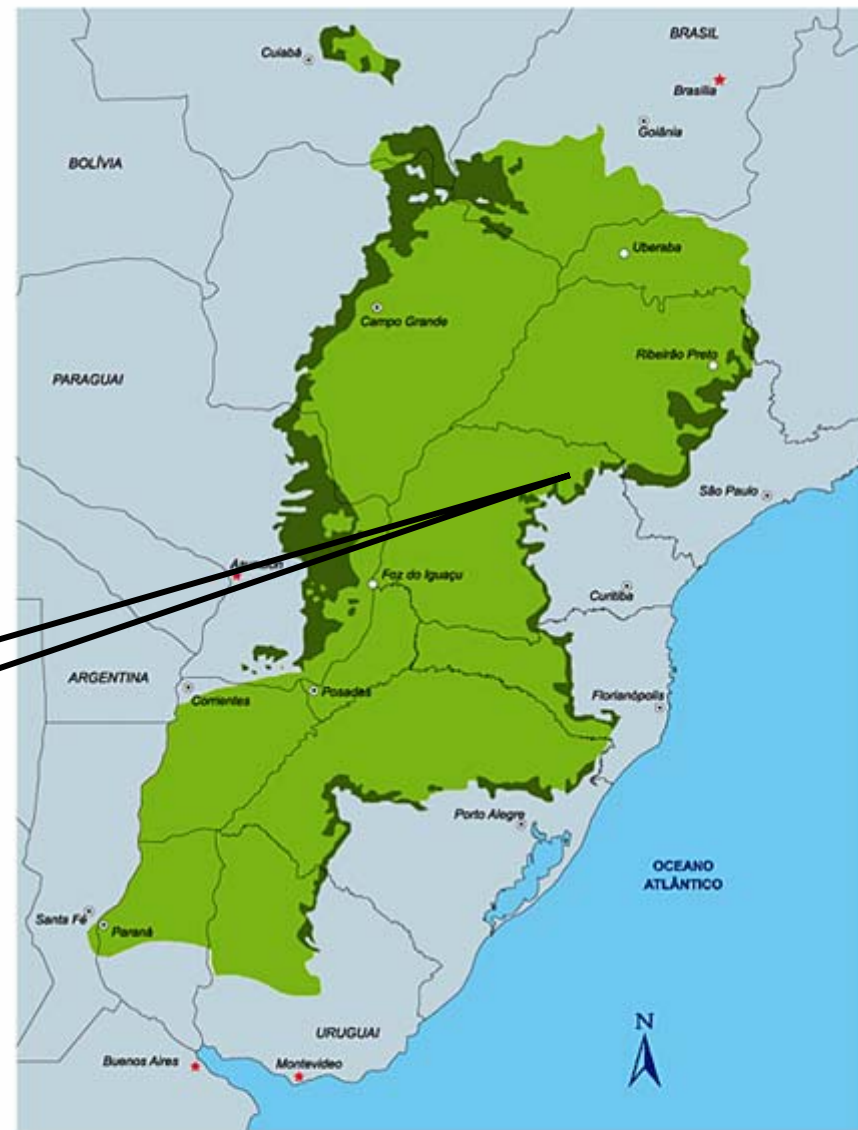 BRASIL
Cuiabá
Brasília
Goiânia
BOLÍVIA
Uberaba
Campo Grande
Ribeirão Preto
PARAGUAI
São Paulo
Foz do Iguaçu
Curitiba
ARGENTINA
Corrientes
Posadas
Florianópolis
Porto Alegre
OCEANO
ATLÂNTICO
Santa Fé
Paraná
N
URUGUAI
Buenos Aires
Montevideo